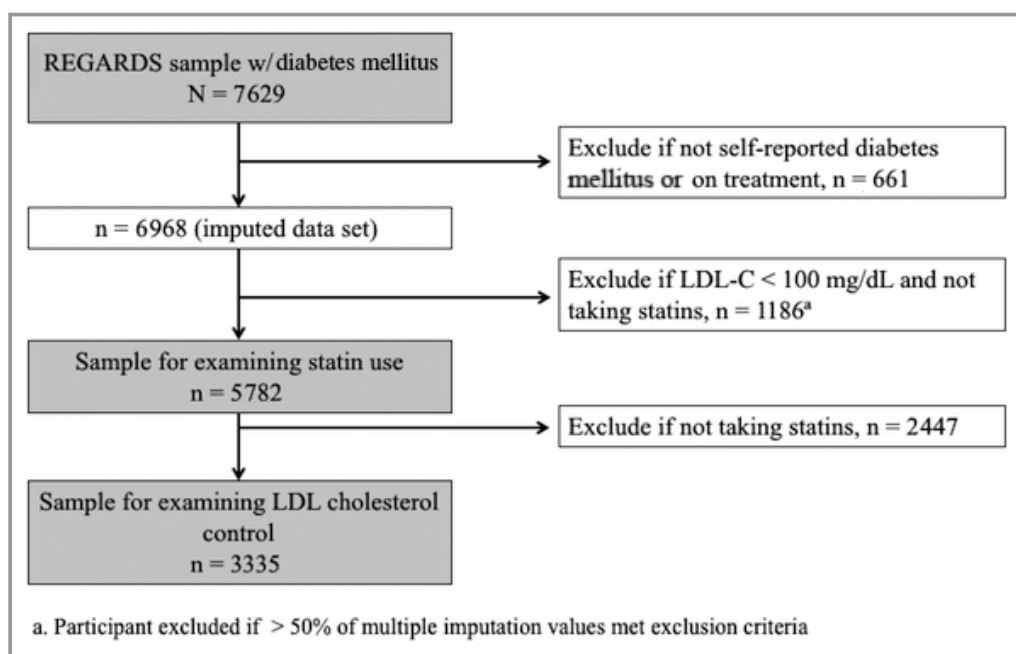 REGARDS sample w/ diabetes mellitus
N = 7629
Exclude if not self-reported diabetes
mellitus or on treatment, n = 661
n = 6968 (imputed data set)
Exclude if LDL-C < 100 mg/dL and not
taking statins, n = 1186ᵃ
Sample for examining statin use
n = 5782
Exclude if not taking statins, n = 2447
Sample for examining LDL cholesterol
control
n = 3335
a. Participant excluded if > 50% of multiple imputation values met exclusion criteria